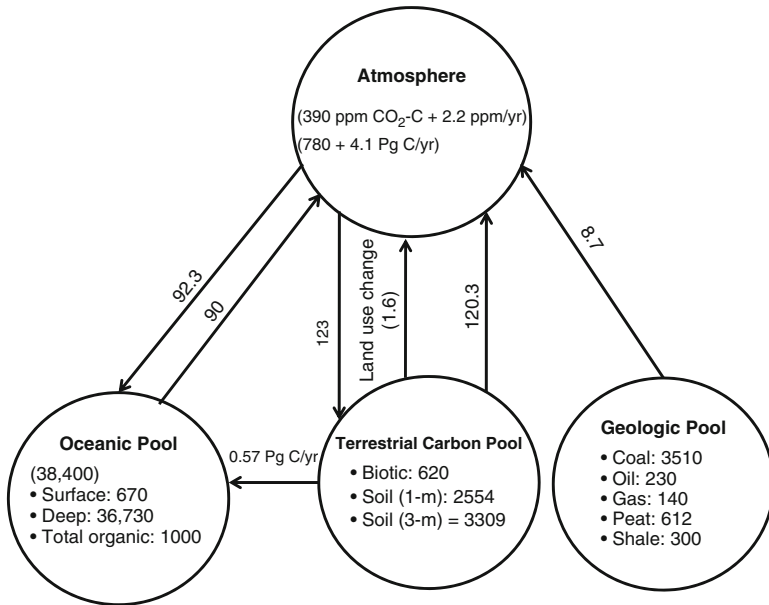 Atmosphere
(390 ppm CO₂-C + 2.2 ppm/yr)
(780 + 4.1 Pg C/yr)
92.3
90
123
Land use change
(1.6)
120.3
8.7
Oceanic Pool
(38,400)
• Surface: 670
• Deep: 36,730
• Total organic: 1000
0.57 Pg C/yr
Terrestrial Carbon Pool
• Biotic: 620
• Soil (1-m): 2554
• Soil (3-m) = 3309
Geologic Pool
• Coal: 3510
• Oil: 230
• Gas: 140
• Peat: 612
• Shale: 300